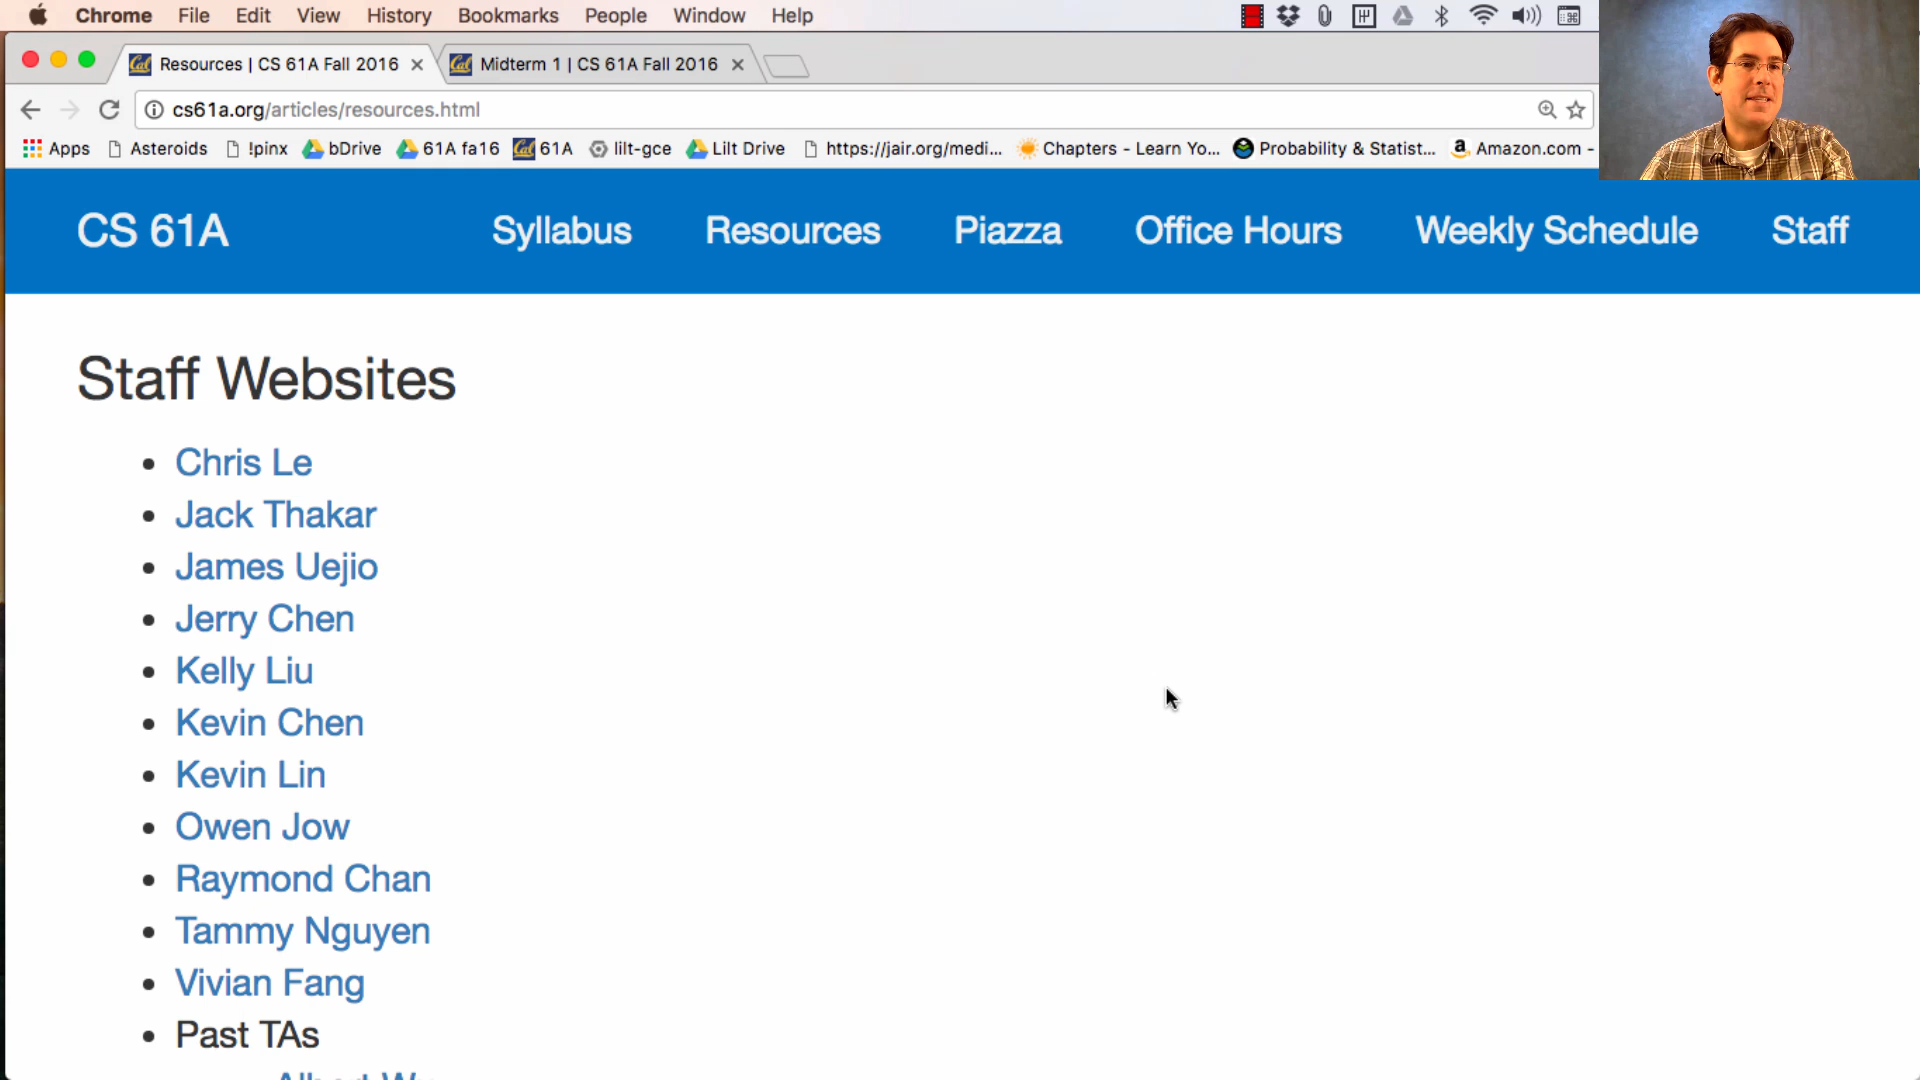 Chrome File Edit View History Bookmarks People Window Help
Resources | CS 61A Fall 2016 Midterm 1 | CS 61A Fall 2016
cs61a.org/articles/resources.html
Apps Asteroids !pinx bDrive 61A fa16 Cal 61A lilt-gce Lilt Drive https://jair.org/medi... Chapters - Learn Yo... Probability & Statist... Amazon.com -
CS 61A Syllabus Resources Piazza Office Hours Weekly Schedule Staff
Staff Websites
Chris Le
Jack Thakar
James Uejio
Jerry Chen
Kelly Liu
Kevin Chen
Kevin Lin
Owen Jow
Raymond Chan
Tammy Nguyen
Vivian Fang
Past TAs